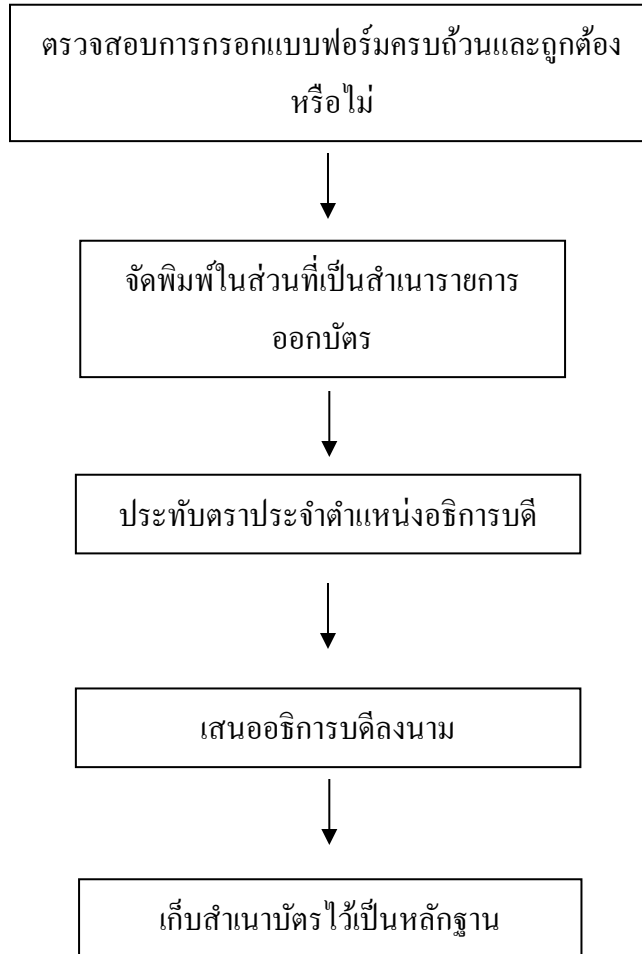 ตรวจสอบการกรอกแบบฟอร์มครบถ้วนและถูกต้อง
หรือไม่
จัดพิมพ์ในส่วนที่เป็นสำเนารายการ
ออกบัตร
ประทับตราประจำตำแหน่งอธิการบดี
เสนออธิการบดีลงนาม
เก็บสำเนาบัตรไว้เป็นหลักฐาน